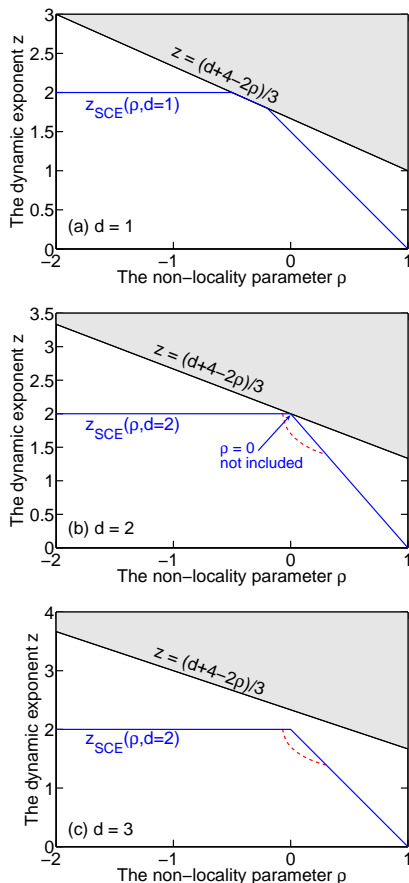 3
2.5
2
1.5
1
0.5
0
The dynamic exponent z
z = (d+4−2ρ)/3
z_SCE(ρ,d=1)
(a) d = 1
−2
−1
0
1
The non−locality parameter ρ
3.5
3
2.5
2
1.5
1
0.5
0
The dynamic exponent z
z = (d+4−2ρ)/3
z_SCE(ρ,d=2)
ρ = 0
not included
(b) d = 2
−2
−1
0
1
The non−locality parameter ρ
4
3
2
1
0
The dynamic exponent z
z = (d+4−2ρ)/3
z_SCE(ρ,d=2)
(c) d = 3
−2
−1
0
1
The non−locality parameter ρ